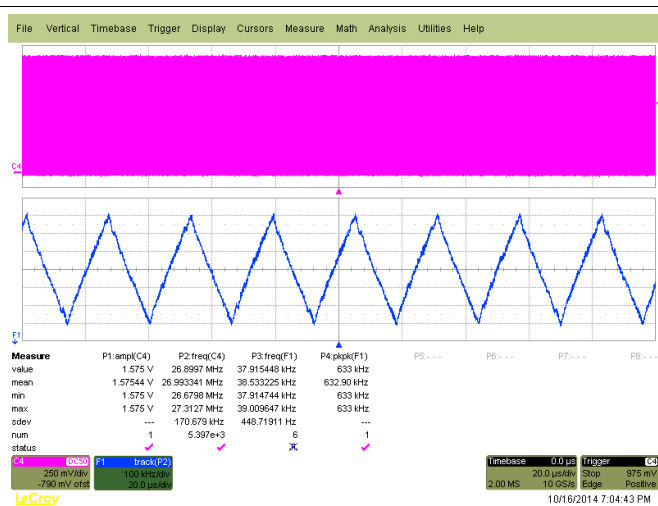 File Vertical Timebase Trigger Display Cursors Measure Math Analysis Utilities Help
C4
F1
Measure P1:ampl(C4) P2:freq(C4) P3:freq(F1) P4:pkpk(F1) P5:- - - P6:- - - P7:- - - P8:- - -
value 1.575 V 26.8997 MHz 37.915448 kHz 633 kHz
mean 1.57544 V 26.993341 MHz 38.533225 kHz 632.90 kHz
min 1.575 V 26.6798 MHz 37.914744 kHz 633 kHz
max 1.575 V 27.3127 MHz 39.009647 kHz 633 kHz
sdev --- 170.679 kHz 448.71911 Hz ---
num 1 5.397e+3 6 1
status
C4 DC50 F1 track(P2) Timebase 0.0 µs Trigger C4
250 mV/div 100 kHz/div 20.0 µs/div Stop 975 mV
-790 mV ofst 20.0 µs/div 2.00 MS 10 GS/s Edge Positive
LeCroy 10/16/2014 7:04:43 PM